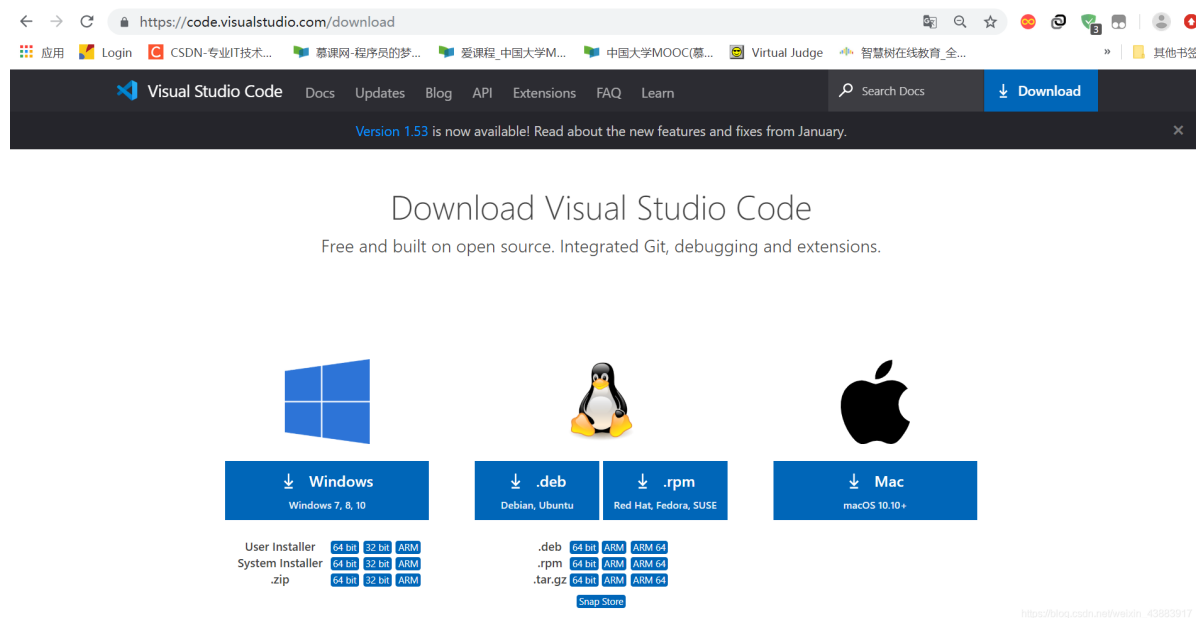 https://code.visualstudio.com/download
应用 Login CSDN-专业IT技术... 慕课网-程序员的梦... 爱课程_中国大学M... 中国大学MOOC(慕... Virtual Judge 智慧树在线教育_全... » 其他书签
Visual Studio Code Docs Updates Blog API Extensions FAQ Learn Search Docs Download
Version 1.53 is now available! Read about the new features and fixes from January.
Download Visual Studio Code
Free and built on open source. Integrated Git, debugging and extensions.
Windows
Windows 7, 8, 10
.deb
Debian, Ubuntu
.rpm
Red Hat, Fedora, SUSE
Mac
macOS 10.10+
User Installer 64 bit 32 bit ARM
System Installer 64 bit 32 bit ARM
.zip 64 bit 32 bit ARM
.deb 64 bit ARM ARM 64
.rpm 64 bit ARM ARM 64
.tar.gz 64 bit ARM ARM 64
Snap Store
https://blog.csdn.net/weixin_43883917